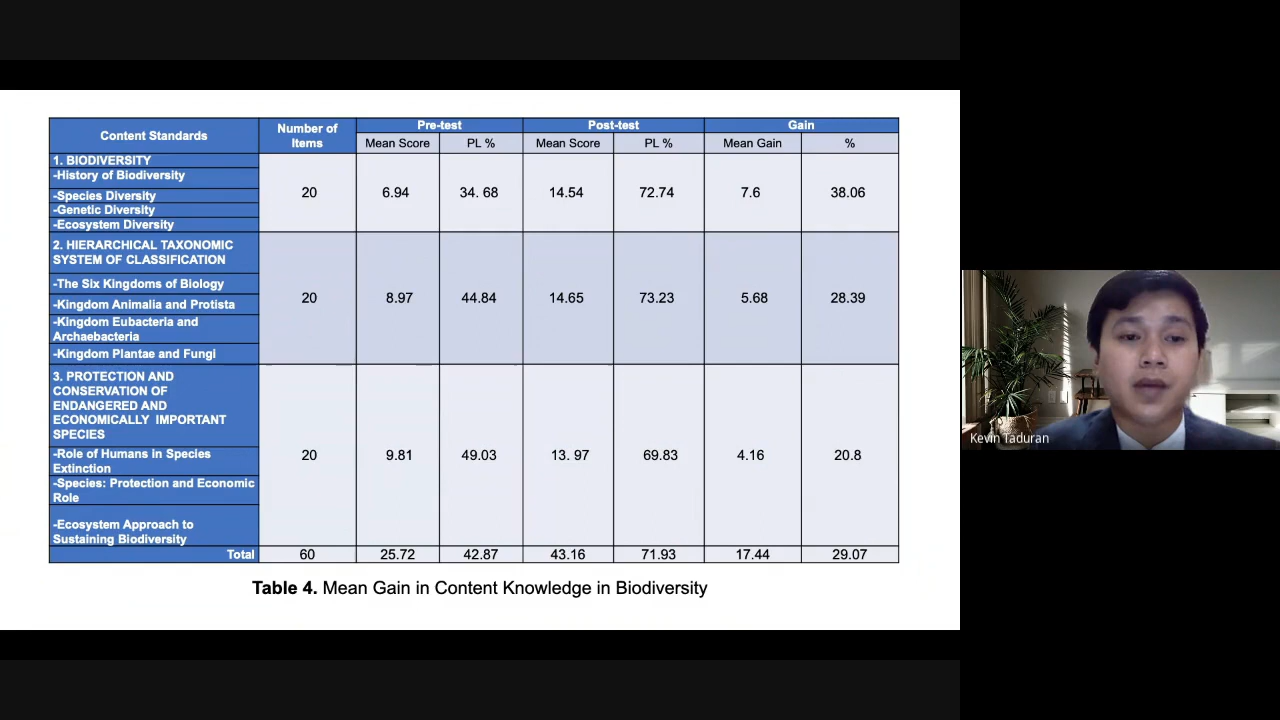 Content Standards
Number of
Items
Pre-test
Post-test
Gain
Mean Score
PL %
Mean Score
PL %
Mean Gain
%
1. BIODIVERSITY
-History of Biodiversity
-Species Diversity
-Genetic Diversity
-Ecosystem Diversity
20
6.94
34. 68
14.54
72.74
7.6
38.06
2. HIERARCHICAL TAXONOMIC
SYSTEM OF CLASSIFICATION
-The Six Kingdoms of Biology
-Kingdom Animalia and Protista
-Kingdom Eubacteria and
Archaebacteria
-Kingdom Plantae and Fungi
20
8.97
44.84
14.65
73.23
5.68
28.39
3. PROTECTION AND
CONSERVATION OF
ENDANGERED AND
ECONOMICALLY IMPORTANT
SPECIES
-Role of Humans in Species
Extinction
-Species: Protection and Economic
Role
-Ecosystem Approach to
Sustaining Biodiversity
20
9.81
49.03
13. 97
69.83
4.16
20.8
Total
60
25.72
42.87
43.16
71.93
17.44
29.07
Table 4. Mean Gain in Content Knowledge in Biodiversity
Kevin Taduran